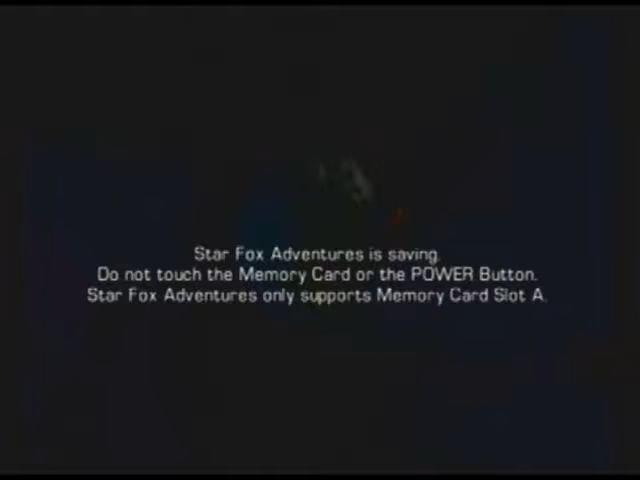 Star Fox Adventures is saving.
Do not touch the Memory Card or the POWER Button.
Star Fox Adventures only supports Memory Card Slot A.